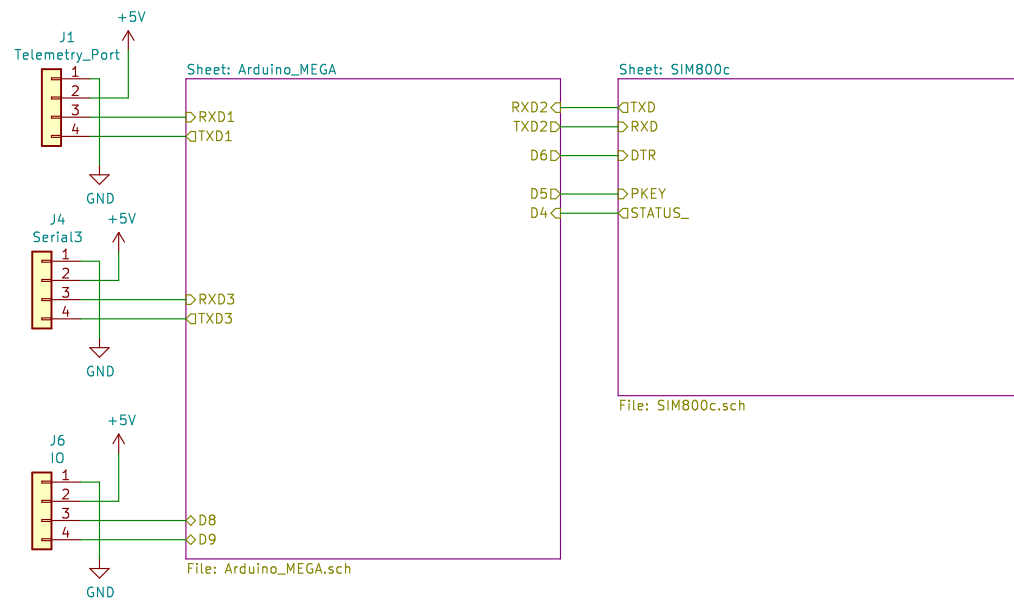 +5V
J1
Telemetry_Port
1
2
3
4
GND
J4
+5V
Serial3
1
2
3
4
GND
+5V
J6
IO
1
2
3
4
GND
Sheet: Arduino_MEGA
RXD1
TXD1
RXD3
TXD3
D8
D9
RXD2
TXD2
D6
D5
D4
File: Arduino_MEGA.sch
Sheet: SIM800c
TXD
RXD
DTR
PKEY
STATUS_
File: SIM800c.sch